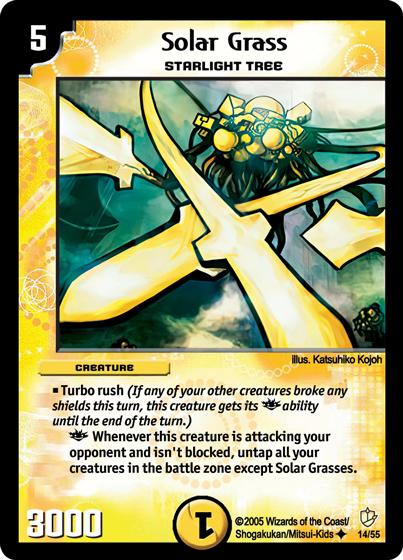 5
Solar Grass
STARLIGHT TREE
illus. Katsuhiko Kojoh
CREATURE
▪ Turbo rush (If any of your other creatures broke any
shields this turn, this creature gets its ability
until the end of the turn.)
Whenever this creature is attacking your
opponent and isn't blocked, untap all your
creatures in the battle zone except Solar Grasses.
3000
1
©2005 Wizards of the Coast/
Shogakukan/Mitsui-Kids
14/55